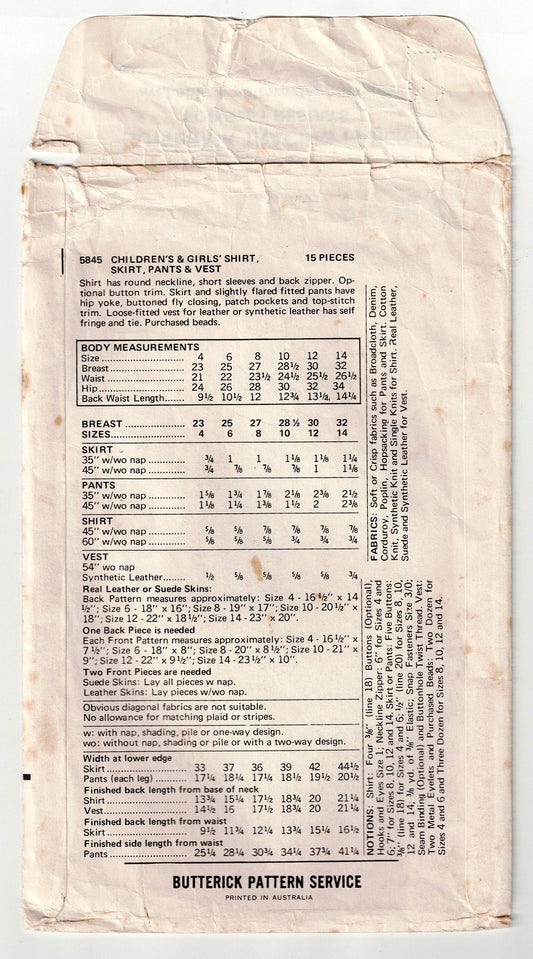 5845 CHILDREN'S & GIRLS' SHIRT, 15 PIECES
SKIRT, PANTS & VEST
Shirt has round neckline, short sleeves and back zipper. Op-
tional button trim. Skirt and slightly flared fitted pants have
hip yoke, buttoned fly closing, patch pockets and top-stitch
trim. Loose-fitted vest for leather or synthetic leather has self
fringe and tie. Purchased beads.
BODY MEASUREMENTS
Size 4 6 8 10 12 14
Breast 23 25 27 28½ 30 32
Waist 21 22 23½ 24½ 25½ 26½
Hip 24 26 28 30 32 34
Back Waist Length 9½ 10½ 12 12¾ 13½ 14¼
BREAST 23 25 27 28½ 30 32
SIZES 4 6 8 10 12 14
SKIRT
35" w/wo nap ¾ 1 1 1⅛ 1⅛ 1¼
45" w/wo nap ¾ ⅞ ⅞ ⅞ 1 1⅛
PANTS
35" w/wo nap 1⅝ 1¾ 1⅞ 2⅛ 2⅜ 2½
45" w/wo nap 1⅛ 1¼ 1⅜ 1½ 2 2⅜
SHIRT
45" w/wo nap ⅝ ⅝ ⅝ ⅞ ⅞ ⅞
60" w/wo nap ⅝ ⅝ ⅝ ⅝ ¾ ¾
VEST
54" wo nap
Synthetic Leather ½ ⅝ ⅝ ⅝ ¾ ¾
Real Leather or Suede Skins:
Back Pattern measures approximately: Size 4 - 16½" x 14
½"; Size 6 - 18" x 16"; Size 8 - 19" x 17"; Size 10 - 20½" x
18"; Size 12 - 22" x 18½"; Size 14 - 23" x 20".
One Back Piece is needed
Each Front Pattern measures approximately: Size 4 - 16½" x
7½"; Size 6 - 18" x 8"; Size 8 - 20" x 8½"; Size 10 - 21" x
9"; Size 12 - 22" x 9½"; Size 14 - 23½" x 10".
Two Front Pieces are needed
Suede Skins: Lay all pieces w nap.
Leather Skins: Lay pieces w/wo nap.
Obvious diagonal fabrics are not suitable.
No allowance for matching plaid or stripes.
w: with nap, shading, pile or one-way design.
wo: without nap, shading or pile or with a two-way design.
Width at lower edge
Skirt 33 37 36 39 42 44½
Pants (each leg) 17¼ 18¼ 17¼ 18½ 19½ 20½
Finished back length from base of neck
Shirt 13¾ 15¼ 17½ 18¾ 20 21¼
Vest 14½ 16 17½ 18¾ 20 21¼
Finished back length from waist
Skirt 9½ 11¾ 12¼ 13¾ 15¼ 16½
Finished side length from waist
Pants 25¼ 28¼ 30¾ 34¼ 37¾ 41¼
FABRICS: Soft or Crisp fabrics such as Broadcloth, Denim,
Corduroy, Poplin, Hopsacking for Pants and Skirt. Cotton
Knit, Synthetic Knit and Single Knits for Shirt. Real Leather,
Suede and Synthetic Leather for Vest.
NOTIONS: Shirt: Four ⅜" (line 18) Buttons (Optional),
Hooks and Eyes Size 1; Neckline Zipper: 6" for Sizes 4 and
6; 7" for Sizes 8, 10, 12 and 14. Skirt or Pants: Five Buttons:
⅜" (line 18) for Sizes 4 and 6; ½" (line 20) for Sizes 8, 10,
12 and 14, ⅜ yd. of ⅜" Elastic; Snap Fasteners Size 3/0;
Seam Binding (Optional) and Buttonhole Twist Thread. Vest:
Two Metal Eyelets and Purchased Beads: Two Dozen for
Sizes 4 and 6 and Three Dozen for Sizes 8, 10, 12 and 14.
BUTTERICK PATTERN SERVICE
PRINTED IN AUSTRALIA